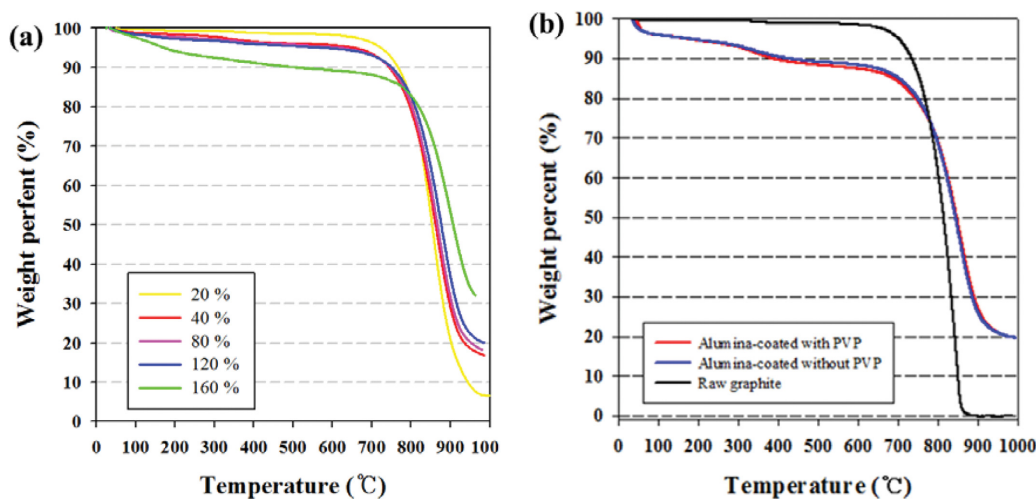 (a)
Weight perfent (%)
100
90
80
70
60
50
40
30
20
10
0
20 %
40 %
80 %
120 %
160 %
0 100 200 300 400 500 600 700 800 900 100
Temperature (℃)
(b)
Weight percent (%)
100
90
80
70
60
50
40
30
20
10
0
Alumina-coated with PVP
Alumina-coated without PVP
Raw graphite
0 100 200 300 400 500 600 700 800 900 1000
Temperature (℃)